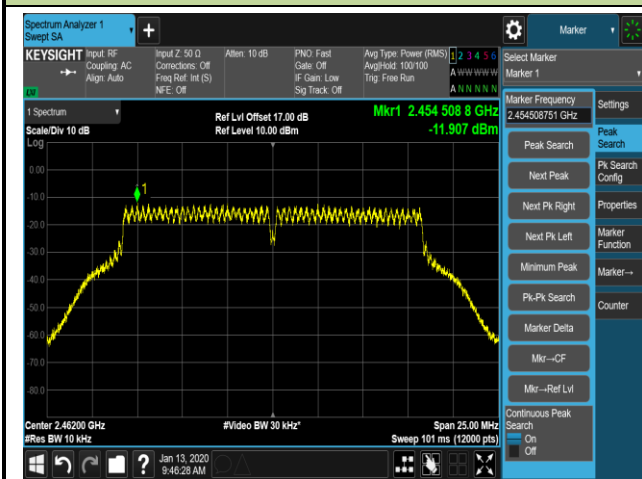 Spectrum Analyzer 1
Swept SA
Marker
KEYSIGHT
Input: RF
Coupling: AC
Align: Auto
Input Z: 50 Ω
Corrections: Off
Freq Ref: Int (S)
NFE: Off
Atten: 10 dB
PNO: Fast
Gate: Off
IF Gain: Low
Sig Track: Off
Avg Type: Power (RMS)
Avg|Hold: 100/100
Trig: Free Run
1 2 3 4 5 6
A W W W W W
A N N N N N
LXI
Select Marker
Marker 1
1 Spectrum
Scale/Div 10 dB
Log
Ref Lvl Offset 17.00 dB
Ref Level 10.00 dBm
Mkr1 2.454 508 8 GHz
-11.907 dBm
1
0.00
-10.0
-20.0
-30.0
-40.0
-50.0
-60.0
-70.0
-80.0
Center 2.46200 GHz
#Res BW 10 kHz
#Video BW 30 kHz*
Span 25.00 MHz
Sweep 101 ms (12000 pts)
Marker Frequency
2.454508751 GHz
Peak Search
Next Peak
Next Pk Right
Next Pk Left
Minimum Peak
Pk-Pk Search
Marker Delta
Mkr→CF
Mkr→Ref Lvl
Continuous Peak
Search
On
Off
Settings
Peak
Search
Pk Search
Config
Properties
Marker
Function
Marker→
Counter
?
Jan 13, 2020
9:46:28 AM